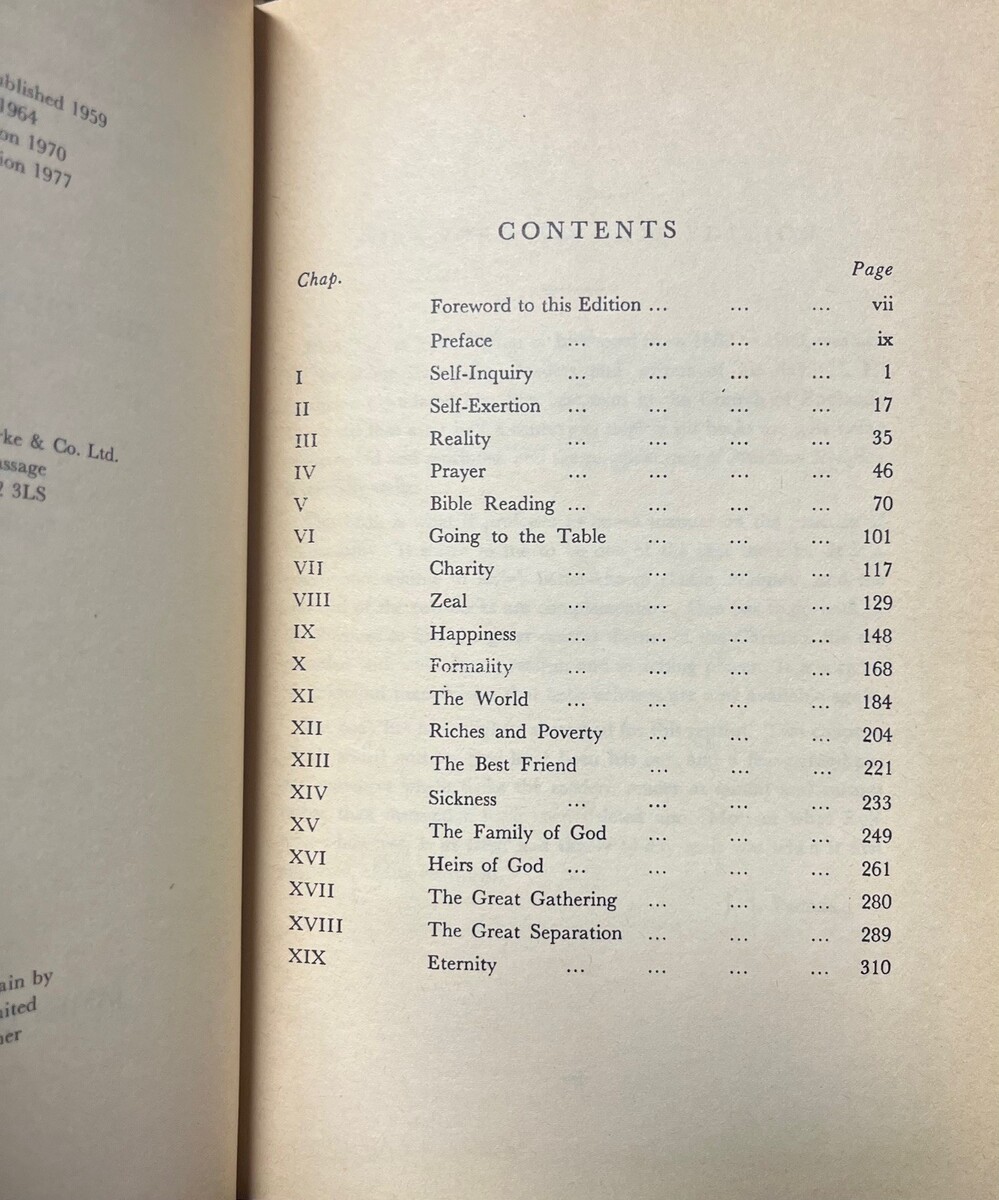 ublished 1959
1964
on 1970
ion 1977
rke & Co. Ltd.
assage
2 3LS
ain by
ited
er
CONTENTS
Chap. Page
Foreword to this Edition ... ... ... vii
Preface ... ... ... ix
I Self-Inquiry ... ... ... 1
II Self-Exertion ... ... ... 17
III Reality ... ... ... 35
IV Prayer ... ... ... 46
V Bible Reading ... ... ... 70
VI Going to the Table ... ... ... 101
VII Charity ... ... ... 117
VIII Zeal ... ... ... 129
IX Happiness ... ... ... 148
X Formality ... ... ... 168
XI The World ... ... ... 184
XII Riches and Poverty ... ... 204
XIII The Best Friend ... ... ... 221
XIV Sickness ... ... ... 233
XV The Family of God ... ... ... 249
XVI Heirs of God ... ... ... 261
XVII The Great Gathering ... ... ... 280
XVIII The Great Separation ... ... ... 289
XIX Eternity ... ... ... 310